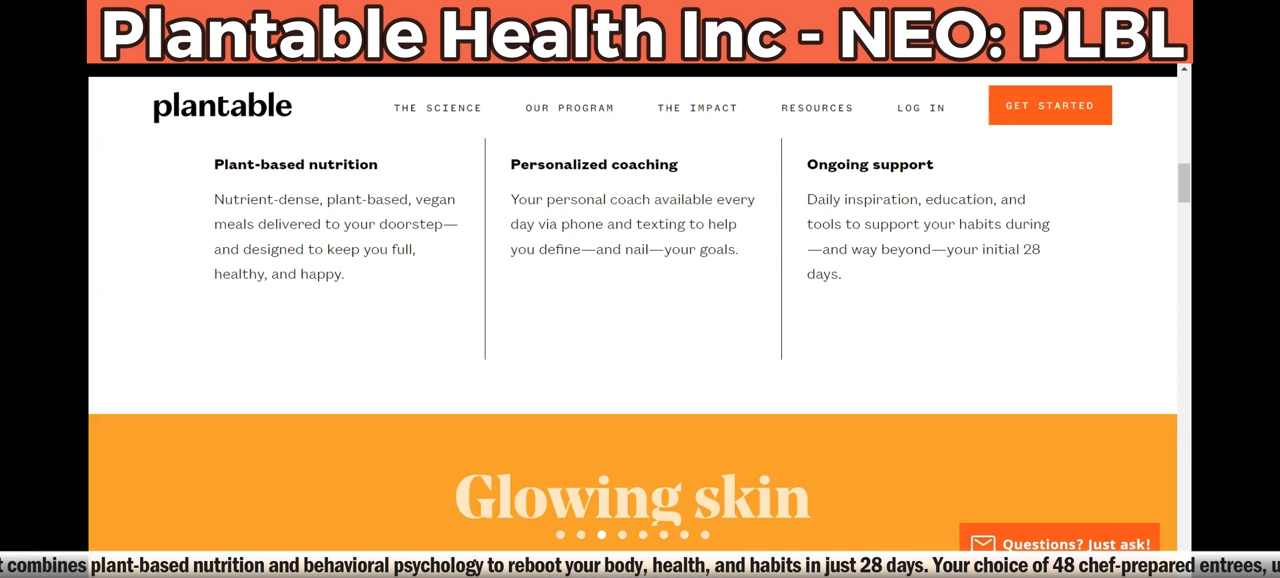 Plantable Health Inc - NEO: PLBL
plantable
THE SCIENCE
OUR PROGRAM
THE IMPACT
RESOURCES
LOG IN
GET STARTED
Plant-based nutrition
Nutrient-dense, plant-based, vegan
meals delivered to your doorstep—
and designed to keep you full,
healthy, and happy.
Personalized coaching
Your personal coach available every
day via phone and texting to help
you define—and nail—your goals.
Ongoing support
Daily inspiration, education, and
tools to support your habits during
—and way beyond—your initial 28
days.
Glowing skin
Questions? Just ask!
combines plant-based nutrition and behavioral psychology to reboot your body, health, and habits in just 28 days. Your choice of 48 chef-prepared entrees,